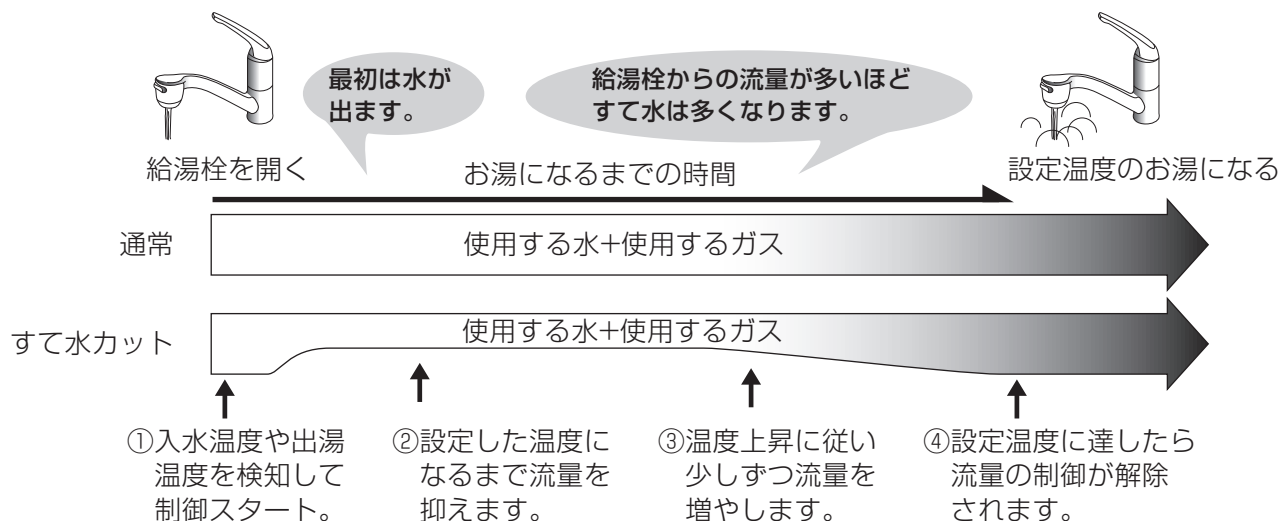 最初は水が
出ます。
給湯栓からの流量が多いほど
すて水は多くなります。
給湯栓を開く
お湯になるまでの時間
設定温度のお湯になる
通常
使用する水+使用するガス
すて水カット
使用する水+使用するガス
①入水温度や出湯
温度を検知して
制御スタート。
②設定した温度に
なるまで流量を
抑えます。
③温度上昇に従い
少しずつ流量を
増やします。
④設定温度に達したら
流量の制御が解除
されます。